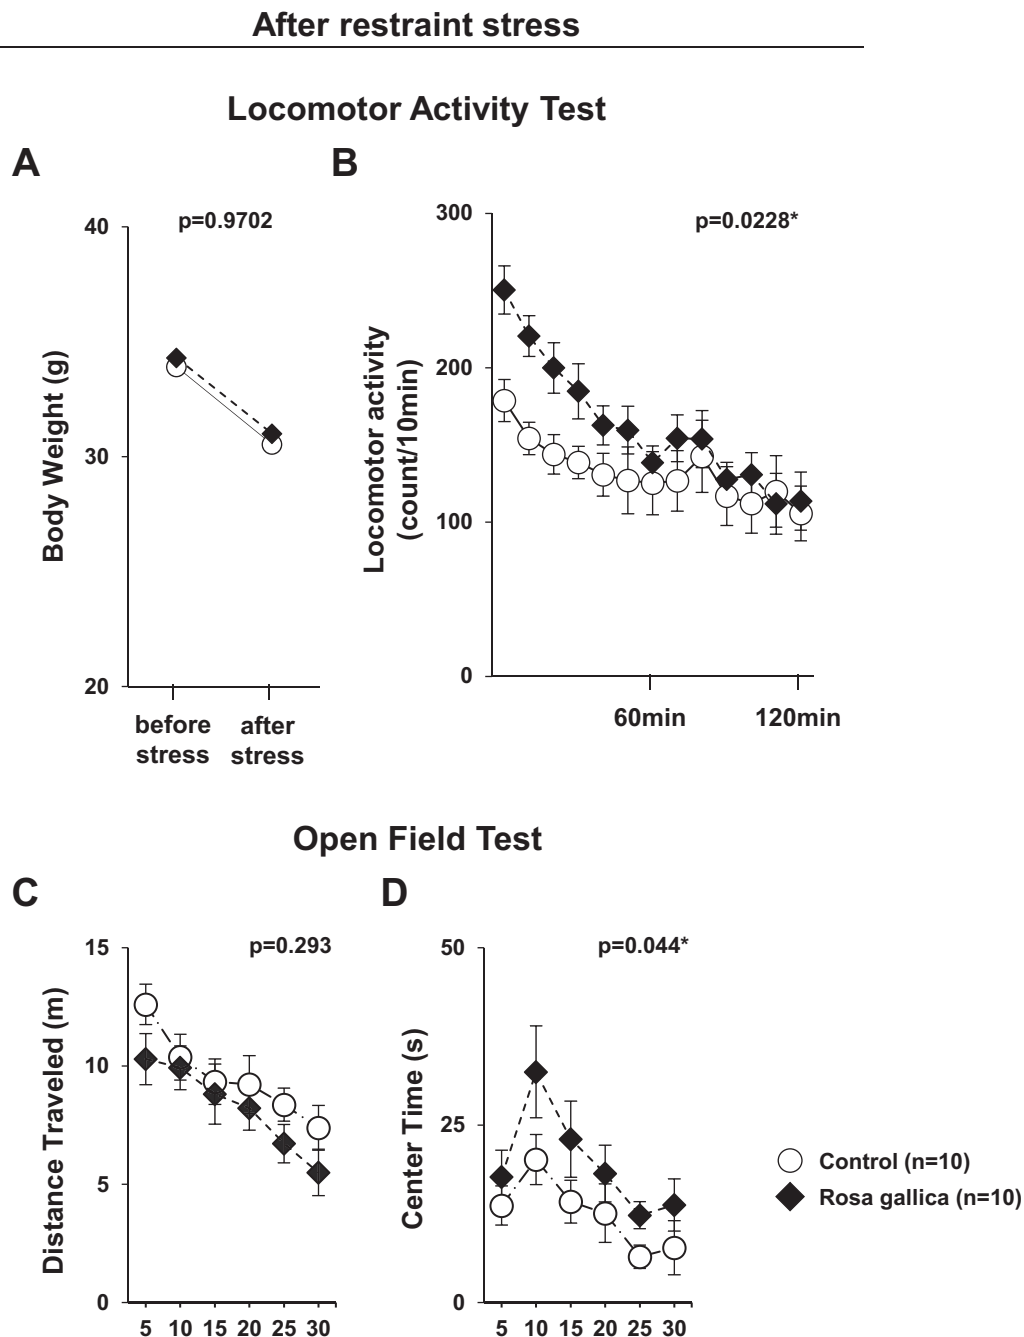 After restraint stress
Locomotor Activity Test
A
B
p=0.9702
p=0.0228*
40
30
20
Body Weight (g)
before
stress
after
stress
300
200
100
0
Locomotor activity
(count/10min)
60min
120min
Open Field Test
C
D
p=0.293
p=0.044*
15
10
5
0
Distance Traveled (m)
5 10 15 20 25 30
50
25
0
Center Time (s)
5 10 15 20 25 30
Control (n=10)
Rosa gallica (n=10)